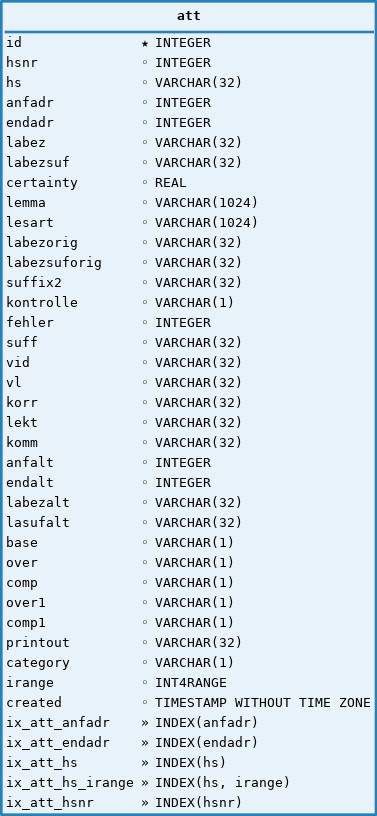 att
id ★ INTEGER
hsnr ◦ INTEGER
hs ◦ VARCHAR(32)
anfadr ◦ INTEGER
endadr ◦ INTEGER
labez ◦ VARCHAR(32)
labezsuf ◦ VARCHAR(32)
certainty ◦ REAL
lemma ◦ VARCHAR(1024)
lesart ◦ VARCHAR(1024)
labezorig ◦ VARCHAR(32)
labezsuforig ◦ VARCHAR(32)
suffix2 ◦ VARCHAR(32)
kontrolle ◦ VARCHAR(1)
fehler ◦ INTEGER
suff ◦ VARCHAR(32)
vid ◦ VARCHAR(32)
vl ◦ VARCHAR(32)
korr ◦ VARCHAR(32)
lekt ◦ VARCHAR(32)
komm ◦ VARCHAR(32)
anfalt ◦ INTEGER
endalt ◦ INTEGER
labezalt ◦ VARCHAR(32)
lasufalt ◦ VARCHAR(32)
base ◦ VARCHAR(1)
over ◦ VARCHAR(1)
comp ◦ VARCHAR(1)
over1 ◦ VARCHAR(1)
comp1 ◦ VARCHAR(1)
printout ◦ VARCHAR(32)
category ◦ VARCHAR(1)
irange ◦ INT4RANGE
created ◦ TIMESTAMP WITHOUT TIME ZONE
ix_att_anfadr » INDEX(anfadr)
ix_att_endadr » INDEX(endadr)
ix_att_hs » INDEX(hs)
ix_att_hs_irange » INDEX(hs, irange)
ix_att_hsnr » INDEX(hsnr)